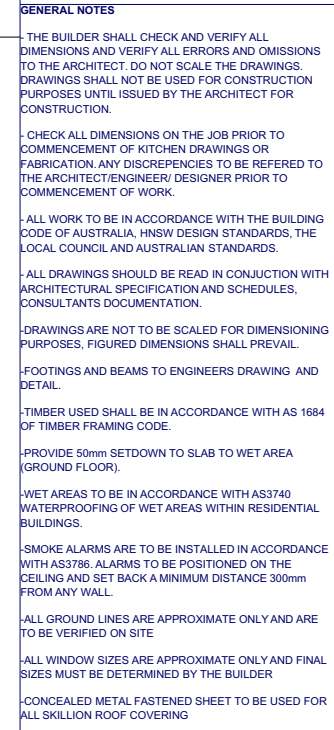 GENERAL NOTES
- THE BUILDER SHALL CHECK AND VERIFY ALL
DIMENSIONS AND VERIFY ALL ERRORS AND OMISSIONS
TO THE ARCHITECT. DO NOT SCALE THE DRAWINGS.
DRAWINGS SHALL NOT BE USED FOR CONSTRUCTION
PURPOSES UNTIL ISSUED BY THE ARCHITECT FOR
CONSTRUCTION.
- CHECK ALL DIMENSIONS ON THE JOB PRIOR TO
COMMENCEMENT OF KITCHEN DRAWINGS OR
FABRICATION. ANY DISCREPENCIES TO BE REFERED TO
THE ARCHITECT/ENGINEER/ DESIGNER PRIOR TO
COMMENCEMENT OF WORK.
- ALL WORK TO BE IN ACCORDANCE WITH THE BUILDING
CODE OF AUSTRALIA, HNSW DESIGN STANDARDS, THE
LOCAL COUNCIL AND AUSTRALIAN STANDARDS.
- ALL DRAWINGS SHOULD BE READ IN CONJUCTION WITH
ARCHITECTURAL SPECIFICATION AND SCHEDULES,
CONSULTANTS DOCUMENTATION.
-DRAWINGS ARE NOT TO BE SCALED FOR DIMENSIONING
PURPOSES, FIGURED DIMENSIONS SHALL PREVAIL.
-FOOTINGS AND BEAMS TO ENGINEERS DRAWING AND
DETAIL.
-TIMBER USED SHALL BE IN ACCORDANCE WITH AS 1684
OF TIMBER FRAMING CODE.
-PROVIDE 50mm SETDOWN TO SLAB TO WET AREA
(GROUND FLOOR).
-WET AREAS TO BE IN ACCORDANCE WITH AS3740
WATERPROOFING OF WET AREAS WITHIN RESIDENTIAL
BUILDINGS.
-SMOKE ALARMS ARE TO BE INSTALLED IN ACCORDANCE
WITH AS3786. ALARMS TO BE POSITIONED ON THE
CEILING AND SET BACK A MINIMUM DISTANCE 300mm
FROM ANY WALL.
-ALL GROUND LINES ARE APPROXIMATE ONLY AND ARE
TO BE VERIFIED ON SITE
-ALL WINDOW SIZES ARE APPROXIMATE ONLY AND FINAL
SIZES MUST BE DETERMINED BY THE BUILDER
-CONCEALED METAL FASTENED SHEET TO BE USED FOR
ALL SKILLION ROOF COVERING